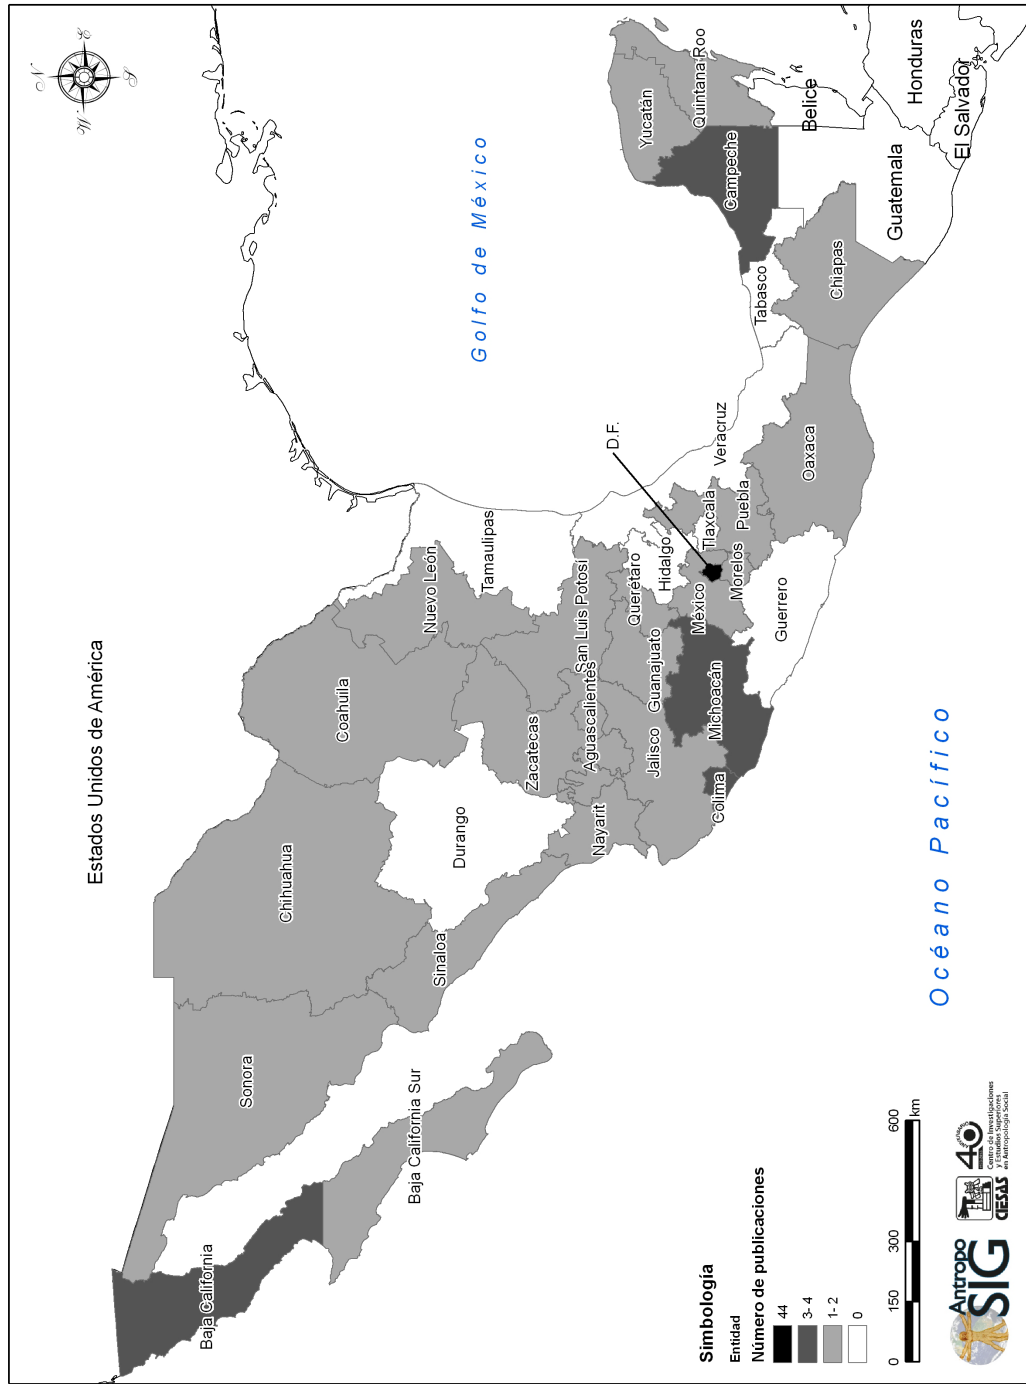 N
E
S
W
Estados Unidos de América
Golfo de México
Océano Pacífico
Baja California
Baja California Sur
Sonora
Chihuahua
Coahuila
Nuevo León
Tamaulipas
Sinaloa
Durango
Zacatecas
San Luis Potosí
Aguascalientes
Nayarit
Jalisco
Guanajuato
Querétaro
Hidalgo
Colima
Michoacán
México
D.F.
Tlaxcala
Morelos
Puebla
Veracruz
Guerrero
Oaxaca
Tabasco
Chiapas
Campeche
Yucatán
Quintana Roo
Belice
Guatemala
Honduras
El Salvador
Simbología
Entidad
Número de publicaciones
44
3- 4
1- 2
0
0
150
300
600
km
Antropo
SIG
CIESAS
40
ANIVERSARIO
Centro de Investigaciones
y Estudios Superiores
en Antropología Social